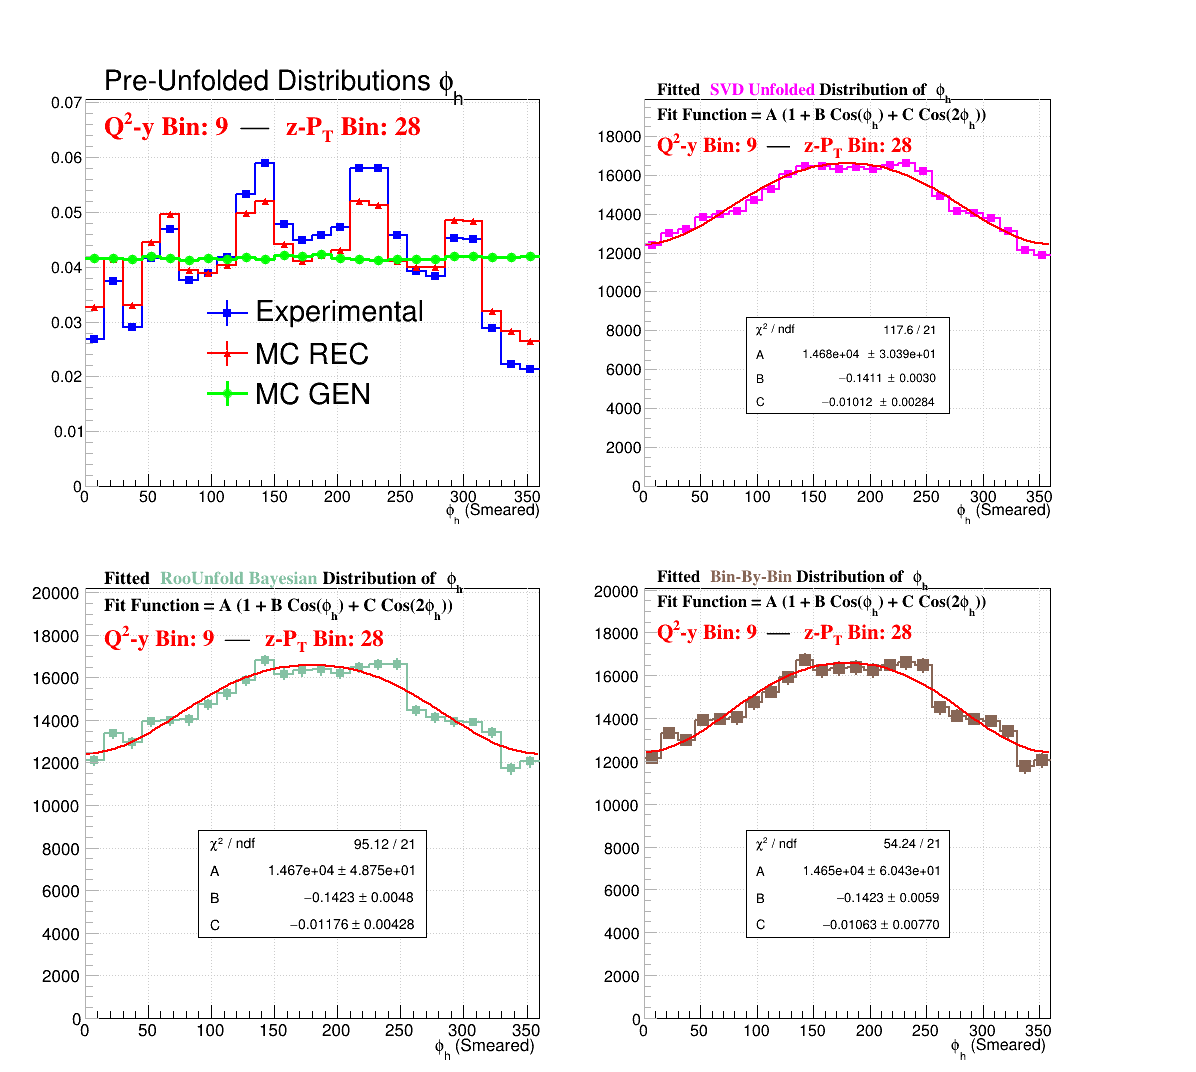 Pre-Unfolded Distributions ϕh
Q2-y Bin: 9 — z-PT Bin: 28
0.07
0.06
0.05
0.04
0.03
0.02
0.01
0
Experimental
MC REC
MC GEN
0 50 100 150 200 250 300 350
ϕh (Smeared)
Fitted SVD Unfolded Distribution of ϕh
Fit Function = A (1 + B Cos(ϕh) + C Cos(2ϕh))
Q2-y Bin: 9 — z-PT Bin: 28
18000
16000
14000
12000
10000
8000
6000
4000
2000
0
χ2 / ndf 117.6 / 21
A 1.468e+04 ± 3.039e+01
B −0.1411 ± 0.0030
C −0.01012 ± 0.00284
0 50 100 150 200 250 300 350
ϕh (Smeared)
Fitted RooUnfold Bayesian Distribution of ϕh
Fit Function = A (1 + B Cos(ϕh) + C Cos(2ϕh))
Q2-y Bin: 9 — z-PT Bin: 28
20000
18000
16000
14000
12000
10000
8000
6000
4000
2000
0
χ2 / ndf 95.12 / 21
A 1.467e+04 ± 4.875e+01
B −0.1423 ± 0.0048
C −0.01176 ± 0.00428
0 50 100 150 200 250 300 350
ϕh (Smeared)
Fitted Bin-By-Bin Distribution of ϕh
Fit Function = A (1 + B Cos(ϕh) + C Cos(2ϕh))
Q2-y Bin: 9 — z-PT Bin: 28
20000
18000
16000
14000
12000
10000
8000
6000
4000
2000
0
χ2 / ndf 54.24 / 21
A 1.465e+04 ± 6.043e+01
B −0.1423 ± 0.0059
C −0.01063 ± 0.00770
0 50 100 150 200 250 300 350
ϕh (Smeared)